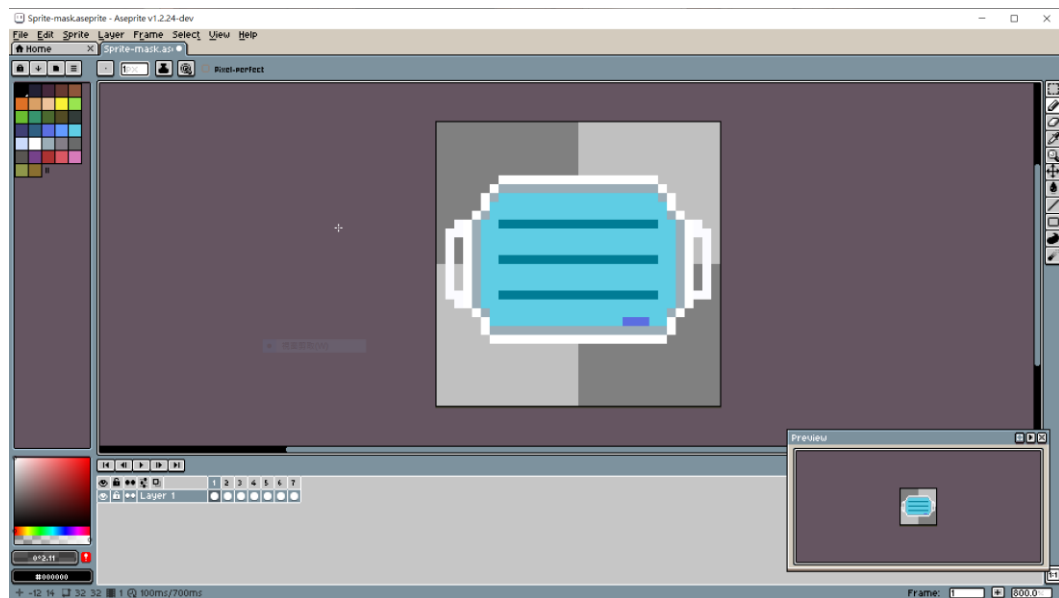 Sprite-mask.aseprite - Aseprite v1.2.24-dev
File Edit Sprite Layer Frame Select View Help
Home X Sprite-mask.as
Pixel-perfect
Preview
1 2 3 4 5 6 7
Layer 1
#000000
-12 14 32 32 1 100ms/700ms
Frame: 1 800.0
1:1